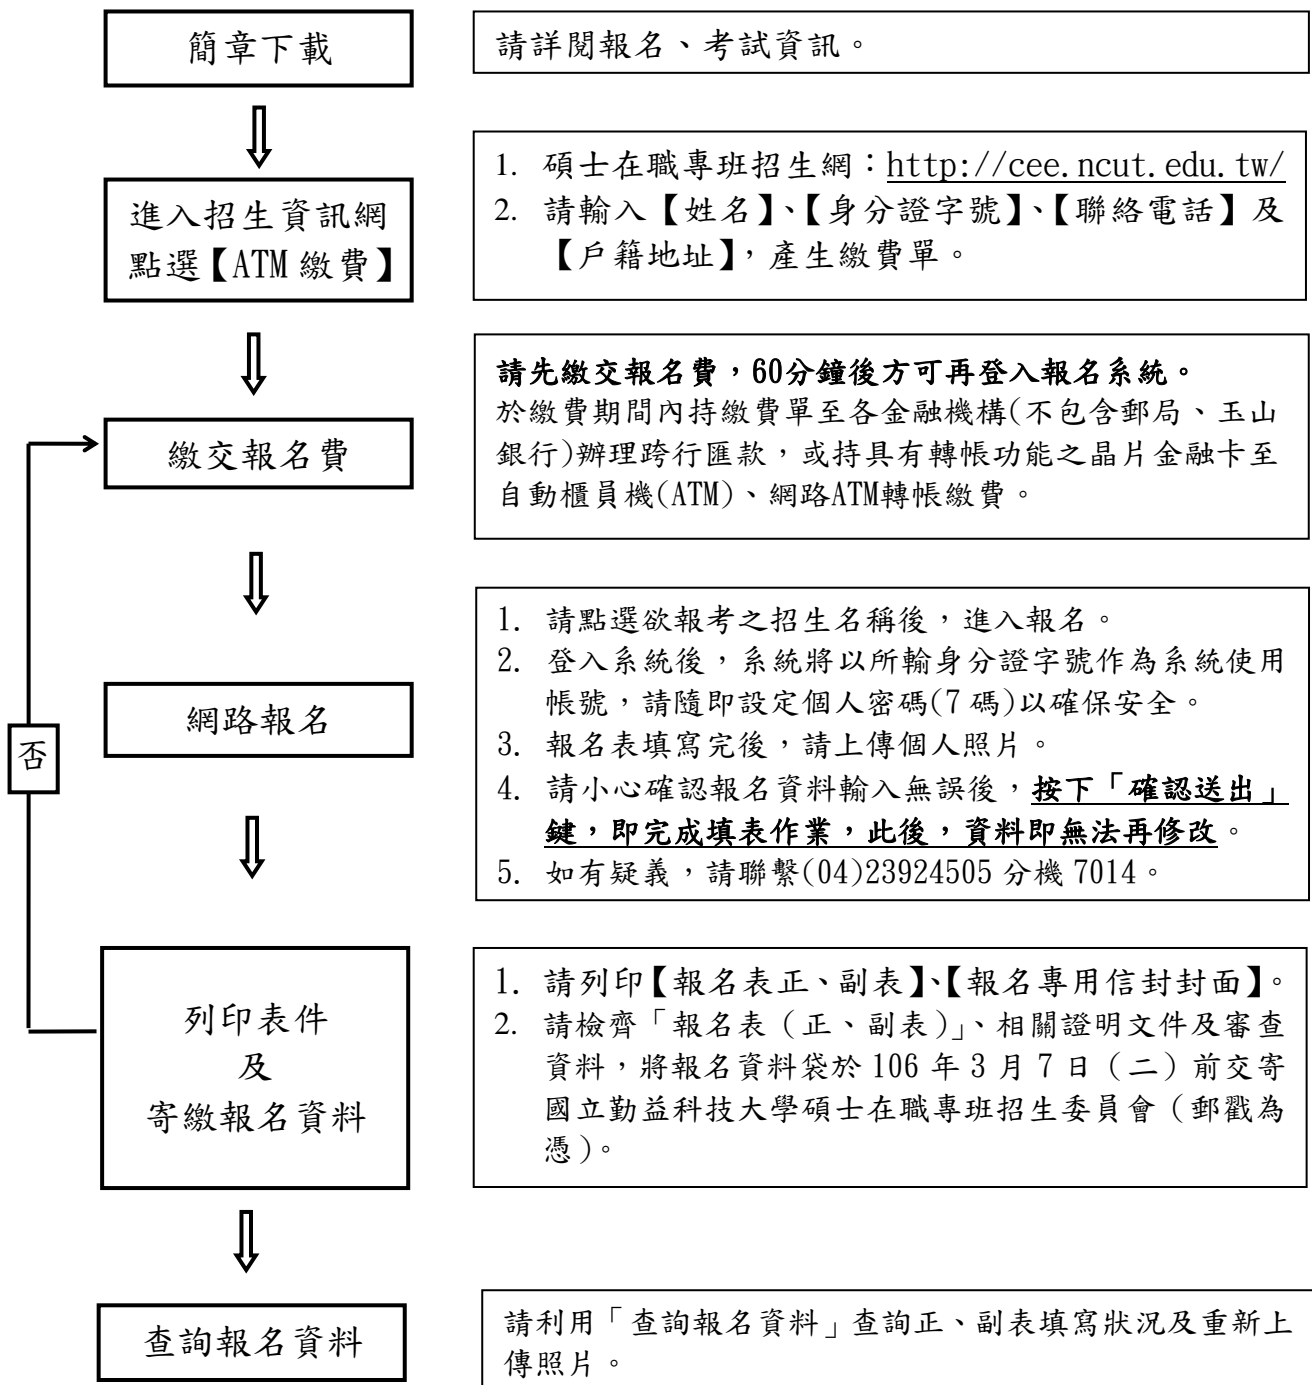 簡章下載
請詳閱報名、考試資訊。
進入招生資訊網
點選【ATM 繳費】
1. 碩士在職專班招生網：http://cee.ncut.edu.tw/
2. 請輸入【姓名】、【身分證字號】、【聯絡電話】及
【戶籍地址】，產生繳費單。
繳交報名費
請先繳交報名費，60分鐘後方可再登入報名系統。
於繳費期間內持繳費單至各金融機構(不包含郵局、玉山
銀行)辦理跨行匯款，或持具有轉帳功能之晶片金融卡至
自動櫃員機(ATM)、網路ATM轉帳繳費。
網路報名
1. 請點選欲報考之招生名稱後，進入報名。
2. 登入系統後，系統將以所輸身分證字號作為系統使用
帳號，請隨即設定個人密碼(7 碼)以確保安全。
3. 報名表填寫完後，請上傳個人照片。
4. 請小心確認報名資料輸入無誤後，按下「確認送出」
鍵，即完成填表作業，此後，資料即無法再修改。
5. 如有疑義，請聯繫(04)23924505 分機 7014。
否
列印表件
及
寄繳報名資料
1. 請列印【報名表正、副表】、【報名專用信封封面】。
2. 請檢齊「報名表（正、副表）」、相關證明文件及審查
資料，將報名資料袋於 106 年 3 月 7 日（二）前交寄
國立勤益科技大學碩士在職專班招生委員會（郵戳為
憑）。
查詢報名資料
請利用「查詢報名資料」查詢正、副表填寫狀況及重新上
傳照片。